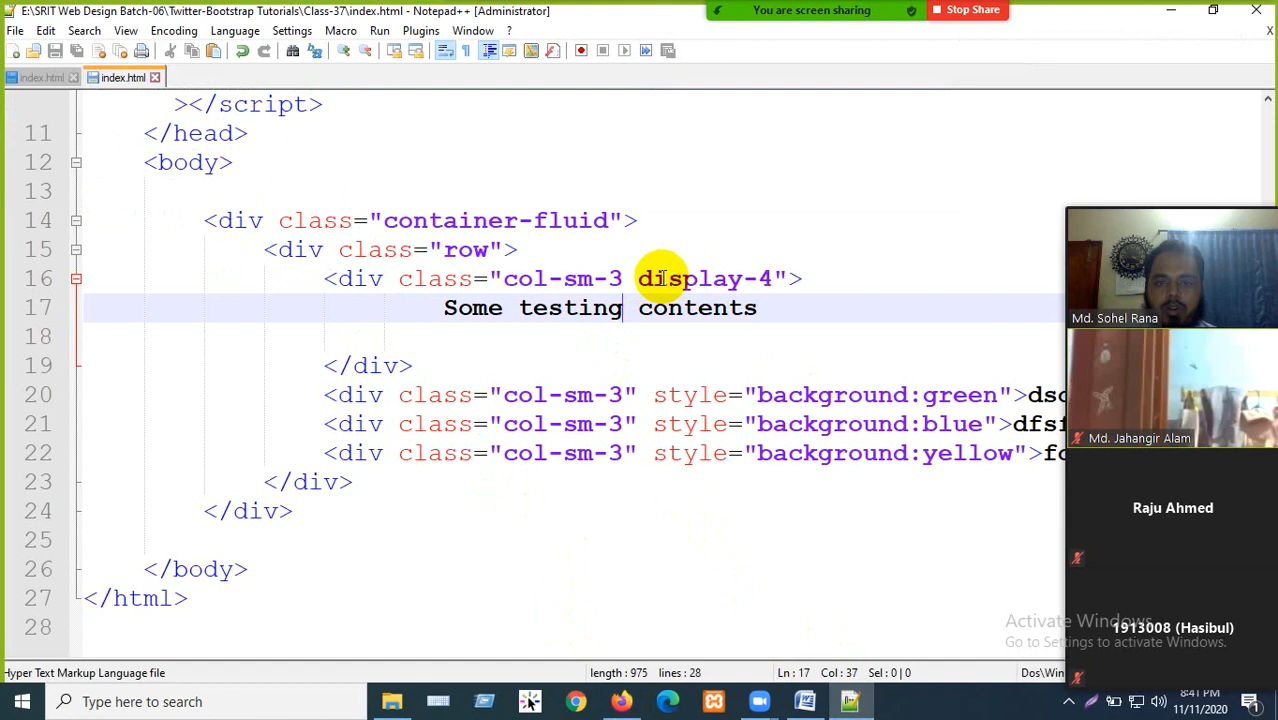 E:\SRIT Web Design Batch-06\Twitter-Bootstrap Tutorials\Class-37\index.html - Notepad++ [Administrator]
You are screen sharing
Stop Share
File Edit Search View Encoding Language Settings Macro Run Plugins Window ? X
index.html index.html
></script>
11 </head>
12 <body>
13
14 <div class="container-fluid">
15 <div class="row">
16 <div class="col-sm-3 display-4">
17 Some testing contents
18
19 </div>
20 <div class="col-sm-3" style="background:green">dsc
21 <div class="col-sm-3" style="background:blue">dfsf
22 <div class="col-sm-3" style="background:yellow">fo
23 </div>
24 </div>
25
26 </body>
27 </html>
28
Md. Sohel Rana
Md. Jahangir Alam
Raju Ahmed
1913008 (Hasibul)
Activate Windows
Go to Settings to activate Windows.
Hyper Text Markup Language file length : 975 lines : 28 Ln : 17 Col : 37 Sel : 0 | 0 Dos\Win
Type here to search
8:41 PM
11/11/2020